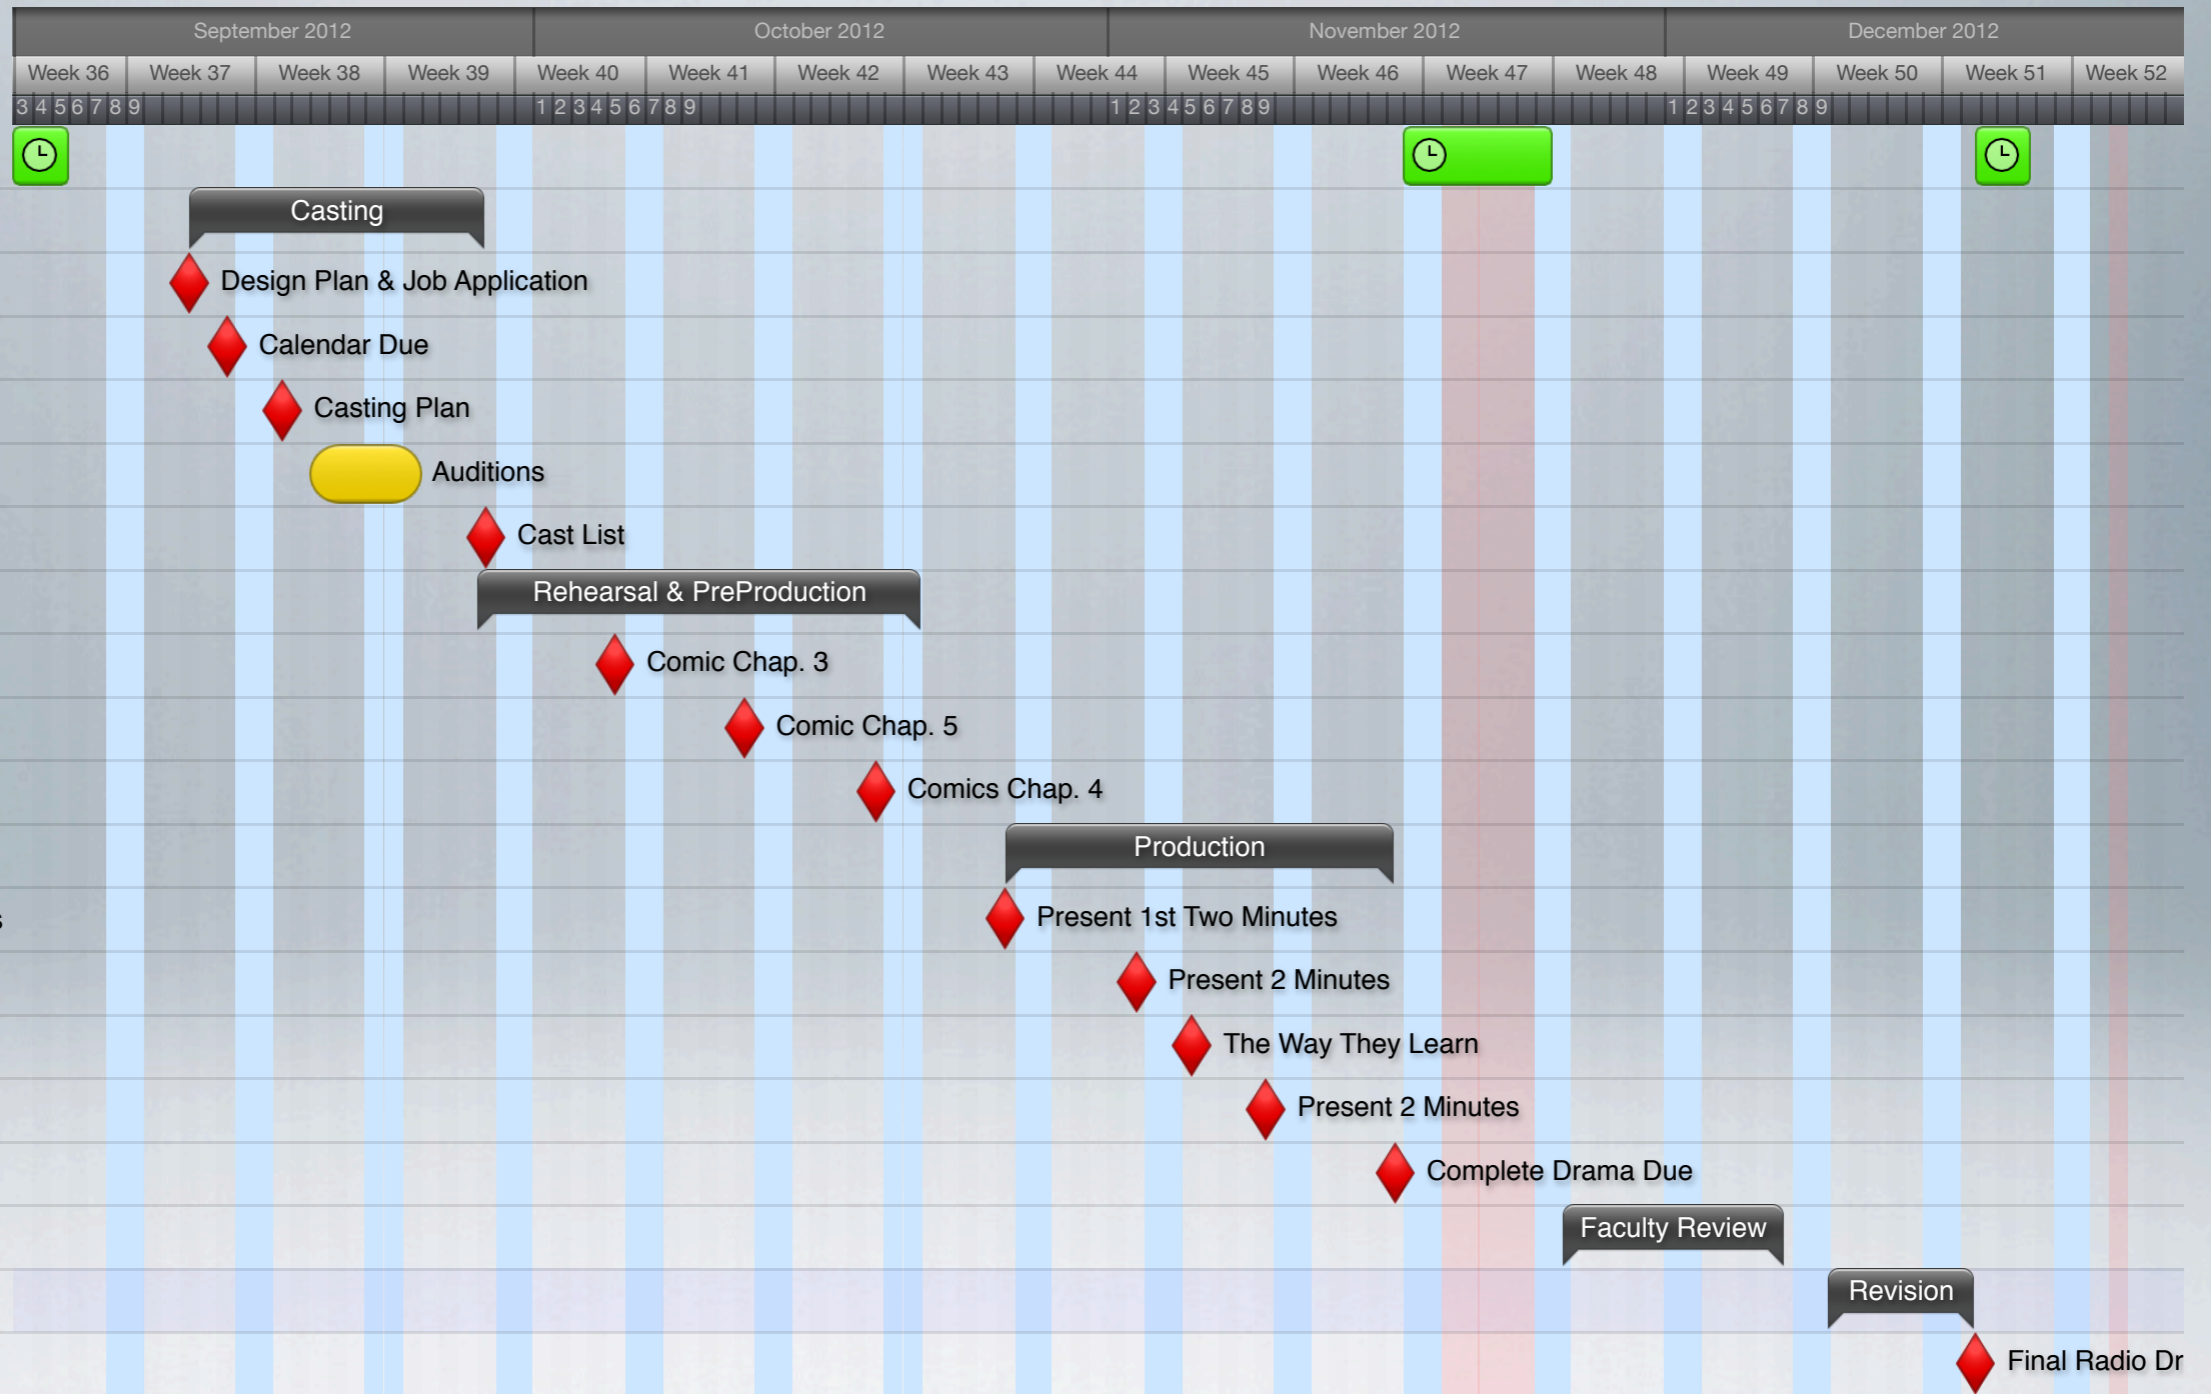 September 2012 October 2012 November 2012 December 2012
Week 36 Week 37 Week 38 Week 39 Week 40 Week 41 Week 42 Week 43 Week 44 Week 45 Week 46 Week 47 Week 48 Week 49 Week 50 Week 51 Week 52
3 4 5 6 7 8 9 1 2 3 4 5 6 7 8 9 1 2 3 4 5 6 7 8 9 1 2 3 4 5 6 7 8 9
Casting
Design Plan & Job Application
Calendar Due
Casting Plan
Auditions
Cast List
Rehearsal & PreProduction
Comic Chap. 3
Comic Chap. 5
Comics Chap. 4
Production
s Present 1st Two Minutes
Present 2 Minutes
The Way They Learn
Present 2 Minutes
Complete Drama Due
Faculty Review
Revision
Final Radio Dr